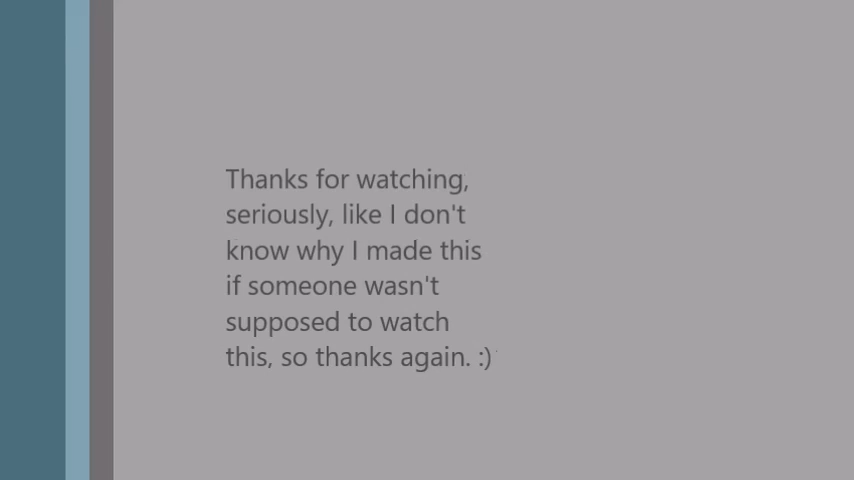 Thanks for watching,
seriously, like I don't
know why I made this
if someone wasn't
supposed to watch
this, so thanks again. :)